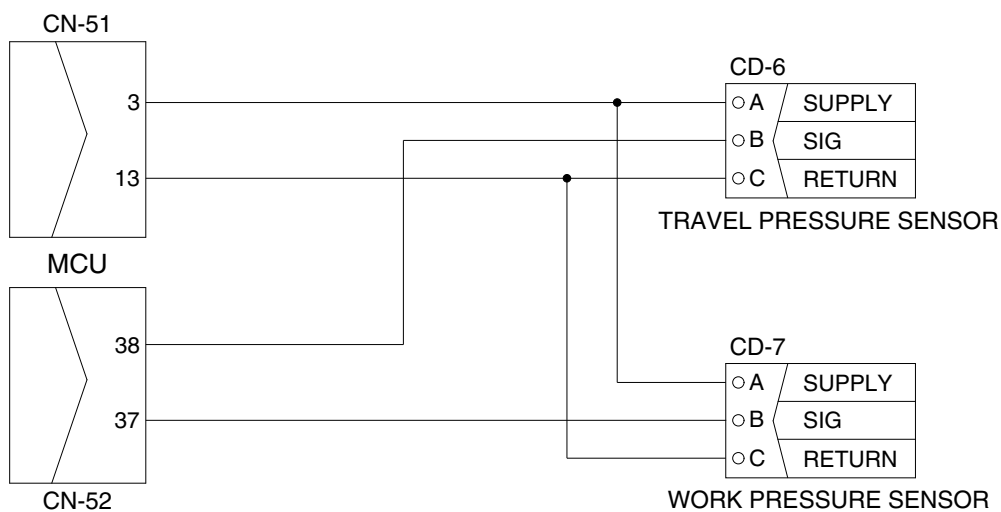 CN-51
3
13
MCU
38
37
CN-52
CD-6
A SUPPLY
B SIG
C RETURN
TRAVEL PRESSURE SENSOR
CD-7
A SUPPLY
B SIG
C RETURN
WORK PRESSURE SENSOR